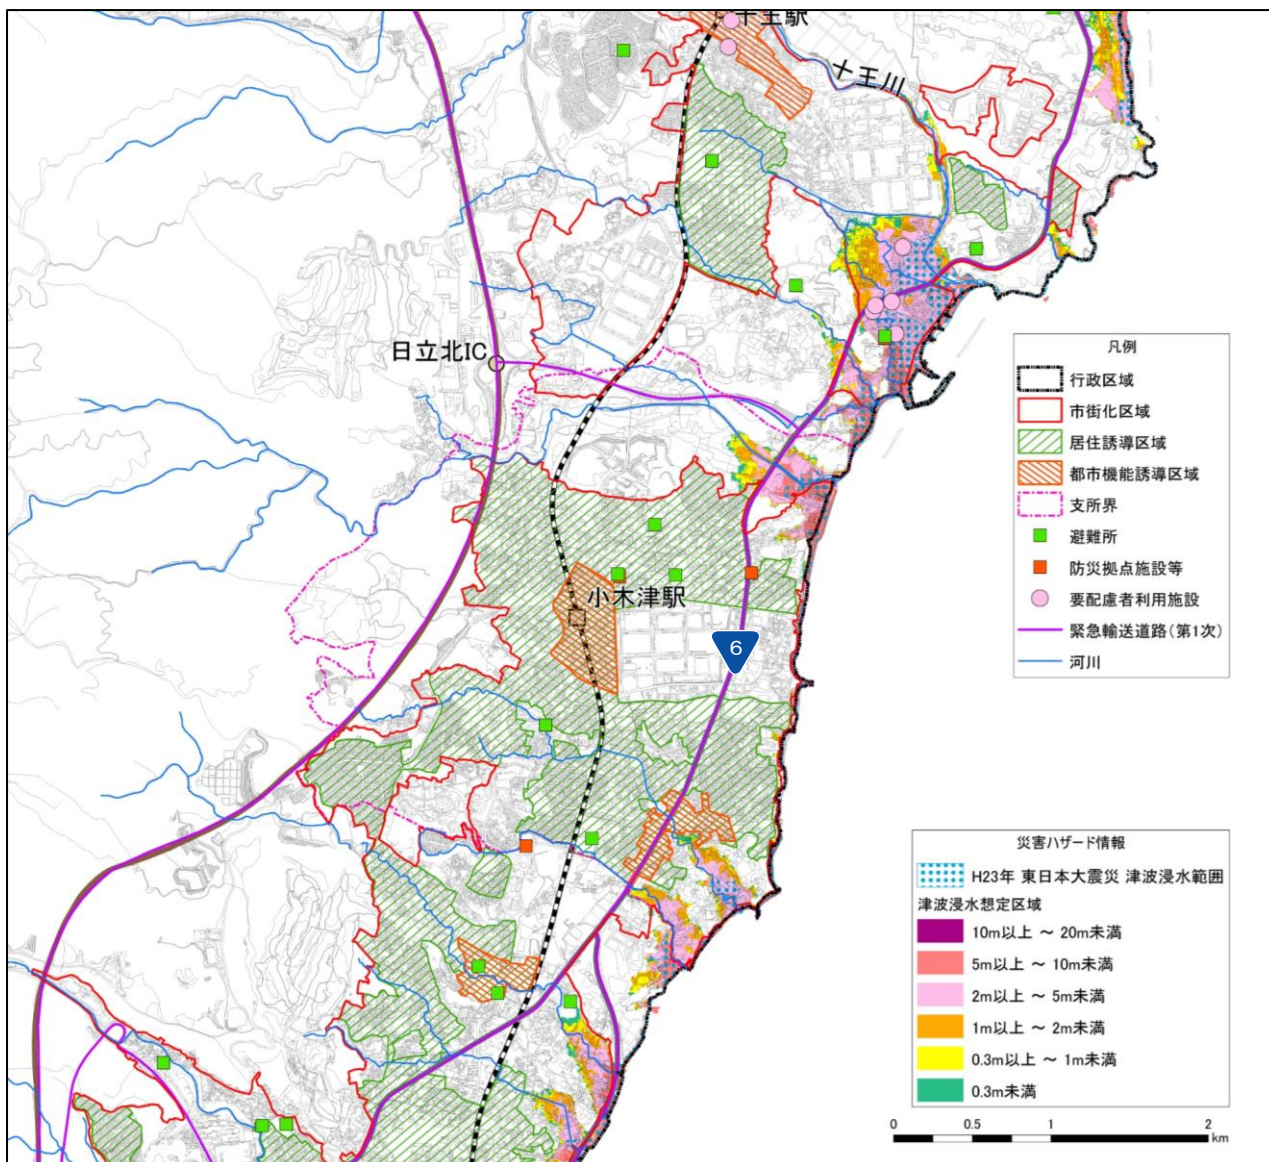 十王駅
十王川
日立北IC
小木津駅
6
凡例
行政区域
市街化区域
居住誘導区域
都市機能誘導区域
支所界
避難所
防災拠点施設等
要配慮者利用施設
緊急輸送道路(第1次)
河川
災害ハザード情報
H23年 東日本大震災 津波浸水範囲
津波浸水想定区域
10m以上 ～ 20m未満
5m以上 ～ 10m未満
2m以上 ～ 5m未満
1m以上 ～ 2m未満
0.3m以上 ～ 1m未満
0.3m未満
0 0.5 1 2
km